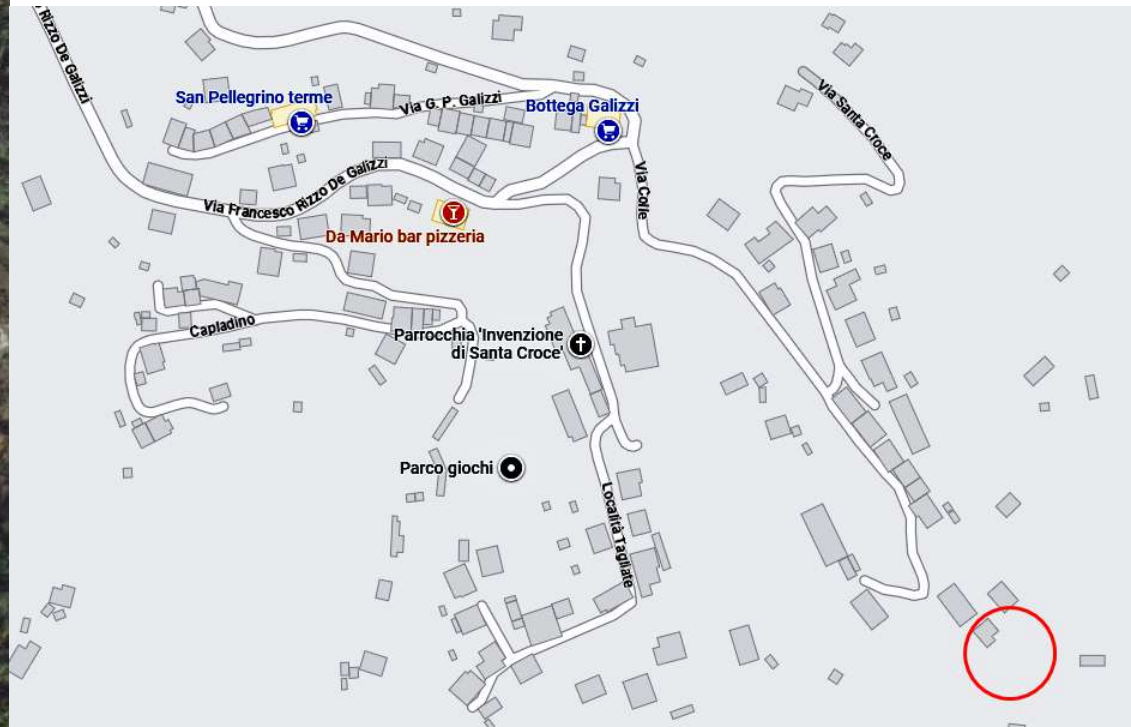 Rizzo De Galizzi
San Pellegrino terme
Via G. P. Galizzi
Bottega Galizzi
Via Santa Croce
Via Colle
Via Francesco Rizzo De Galizzi
Da Mario bar pizzeria
Capladino
Parrocchia 'Invenzione
di Santa Croce'
Parco giochi
Località Tagliate